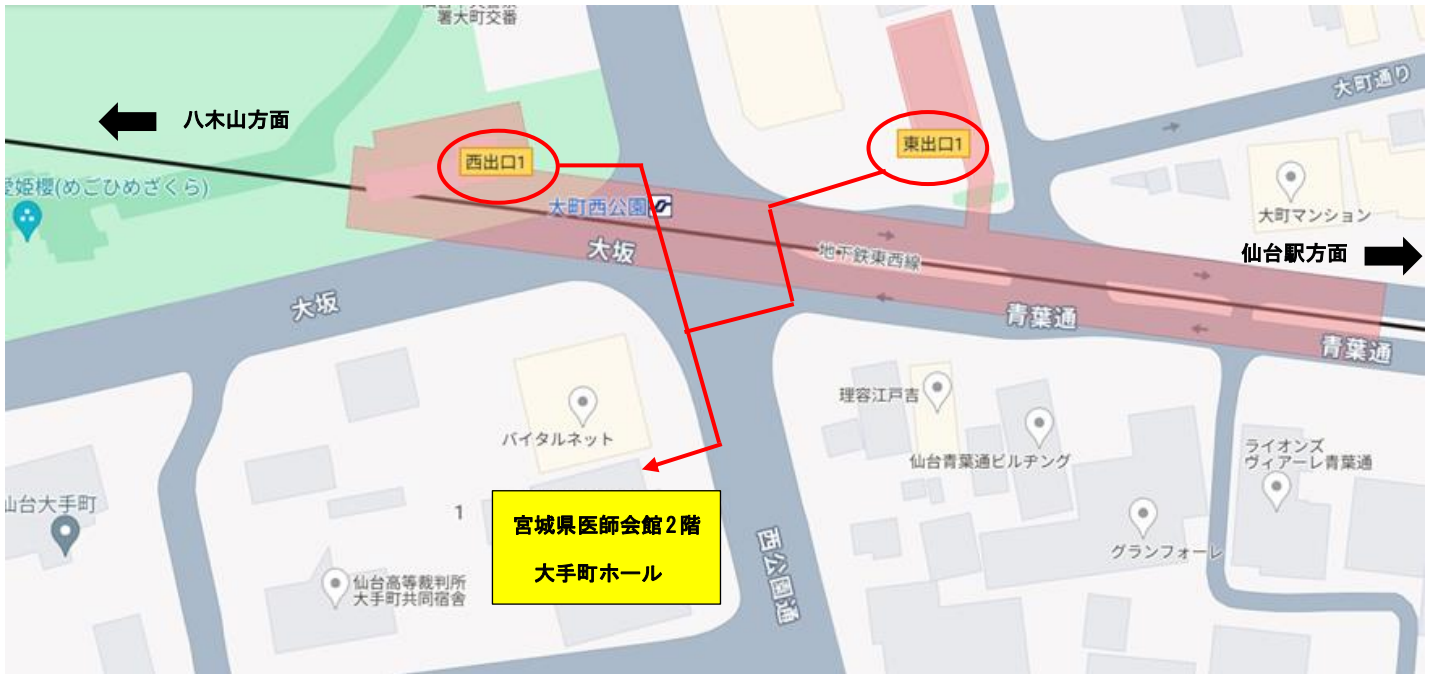 署大町交番
大町通り
八木山方面
西出口1
東出口1
愛姫櫻(めごひめざくら)
大町西公園
大町マンション
仙台駅方面
地下鉄東西線
大坂
大坂
青葉通
青葉通
理容江戸吉
バイタルネット
仙台青葉通ビルヂング
ライオンズ
ヴィアーレ青葉通
仙台大手町
1
宮城県医師会館2階
大手町ホール
西公園通
グランフォーレ
仙台高等裁判所
大手町共同宿舎